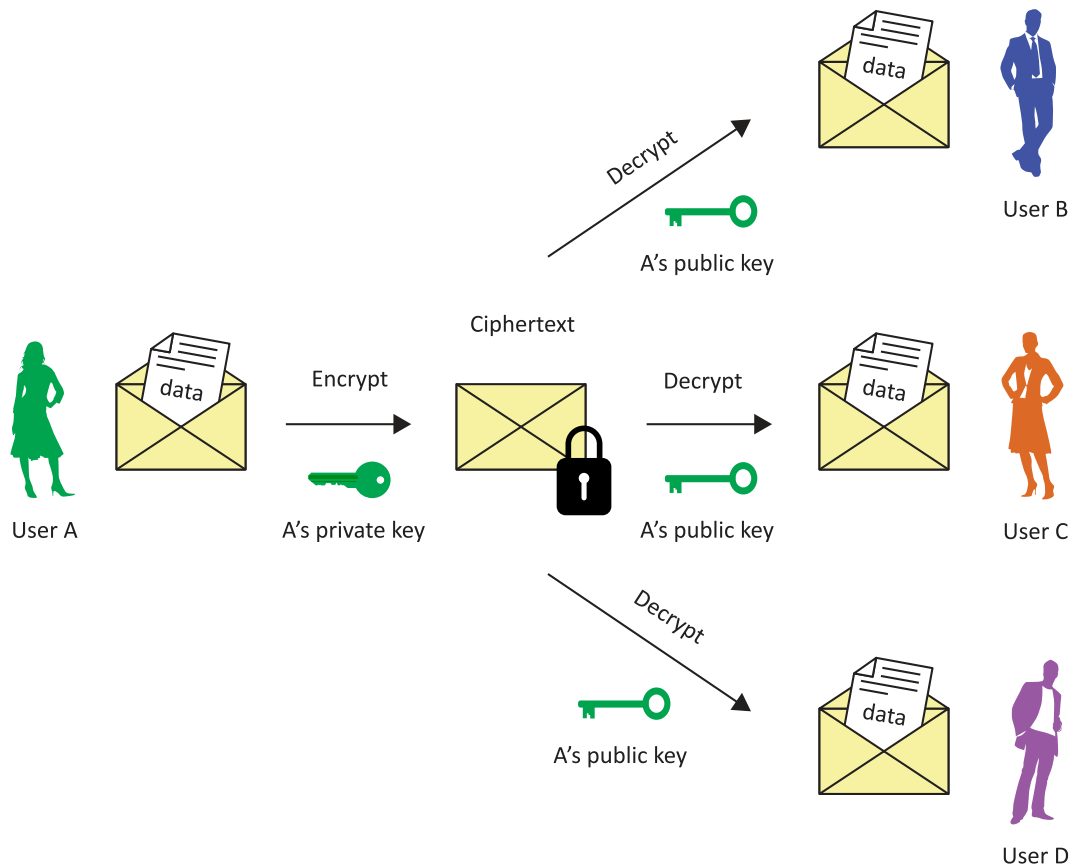 data
Decrypt
User B
A's public key
Ciphertext
data
Encrypt
Decrypt
data
User A
A's private key
A's public key
User C
Decrypt
data
A's public key
User D